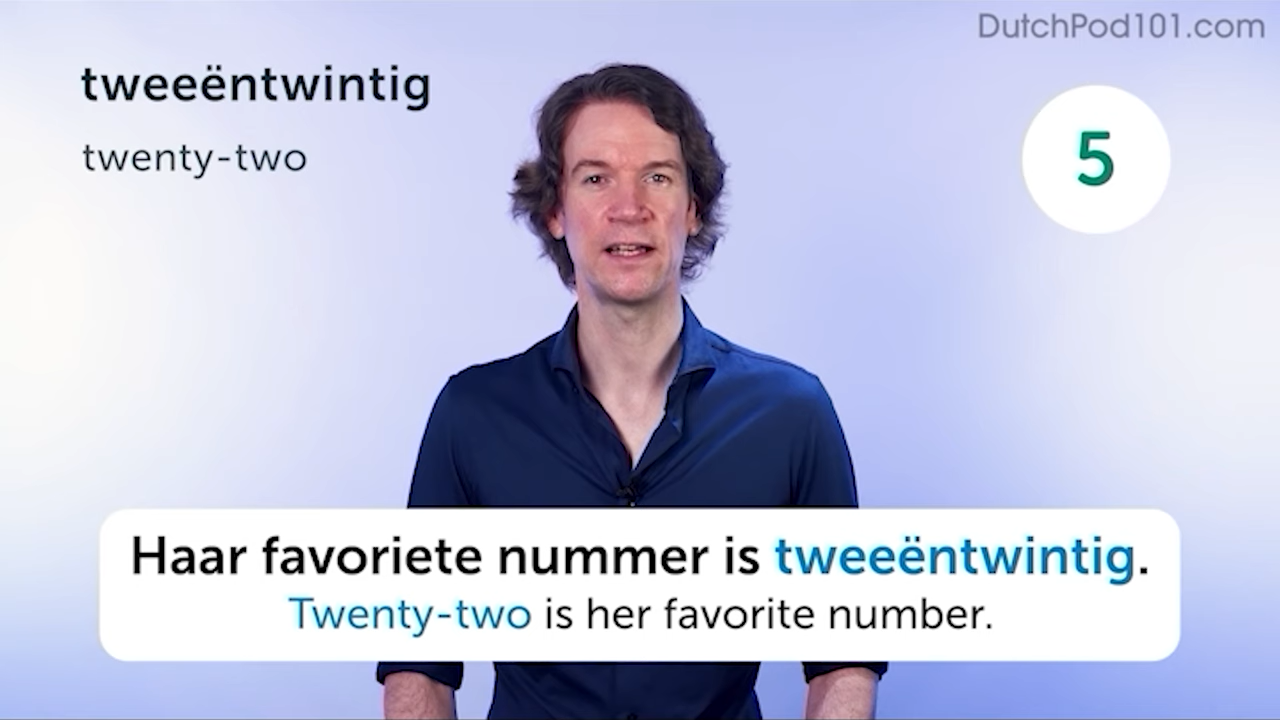 DutchPod101.com
tweeëntwintig
twenty-two
5
Haar favoriete nummer is tweeëntwintig.
Twenty-two is her favorite number.